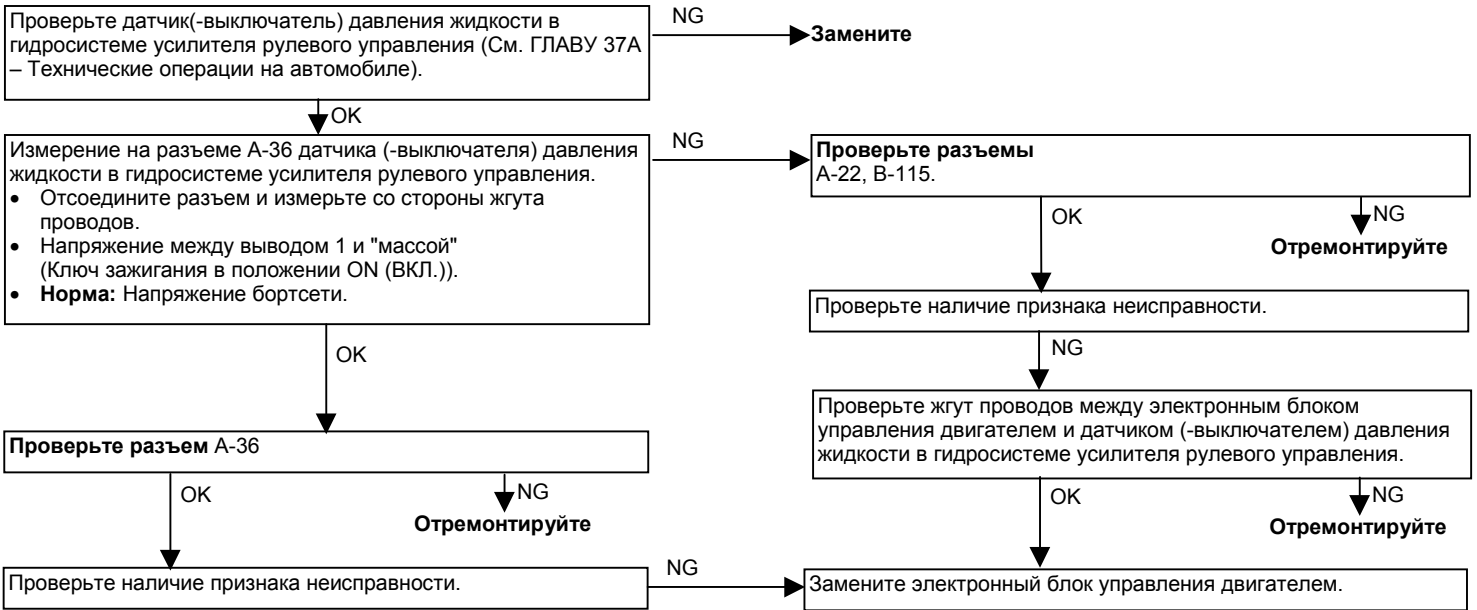 Проверьте датчик(-выключатель) давления жидкости в
гидросистеме усилителя рулевого управления (См. ГЛАВУ 37A
– Технические операции на автомобиле).
NG
Замените
OK
Измерение на разъеме A-36 датчика (-выключателя) давления
жидкости в гидросистеме усилителя рулевого управления.
• Отсоедините разъем и измерьте со стороны жгута
проводов.
• Напряжение между выводом 1 и "массой"
(Ключ зажигания в положении ON (ВКЛ.)).
• Норма: Напряжение бортсети.
NG
Проверьте разъемы
A-22, B-115.
OK
NG
Отремонтируйте
Проверьте наличие признака неисправности.
NG
Проверьте жгут проводов между электронным блоком
управления двигателем и датчиком (-выключателем) давления
жидкости в гидросистеме усилителя рулевого управления.
OK
NG
Отремонтируйте
OK
Проверьте разъем A-36
OK
NG
Отремонтируйте
Проверьте наличие признака неисправности.
NG
Замените электронный блок управления двигателем.